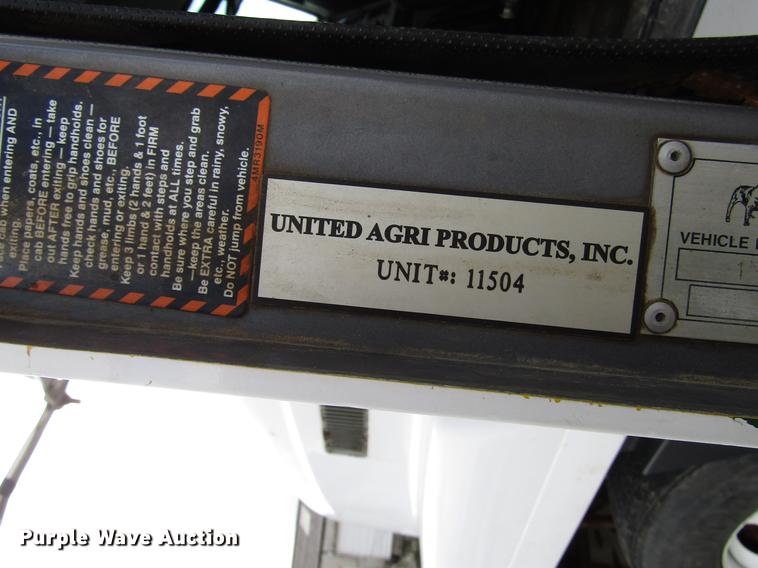 cab when entering AND
exiting.
Place papers, coats, etc., in
cab BEFORE entering — take
out AFTER exiting — keep
hands free to grip handholds.
Keep hands and shoes clean —
check hands and shoes for
grease, mud, etc., BEFORE
entering or exiting.
Keep 3 limbs (2 hands & 1 foot
or 1 hand & 2 feet) in FIRM
contact with steps and
handholds at ALL times.
Be sure where you step and grab
— keep the areas clean.
Be EXTRA careful in rainy, snowy,
etc., weather.
Do NOT jump from vehicle.
4MR3190M
UNITED AGRI PRODUCTS, INC.
UNIT#: 11504
VEHICLE
1
Purple Wave Auction